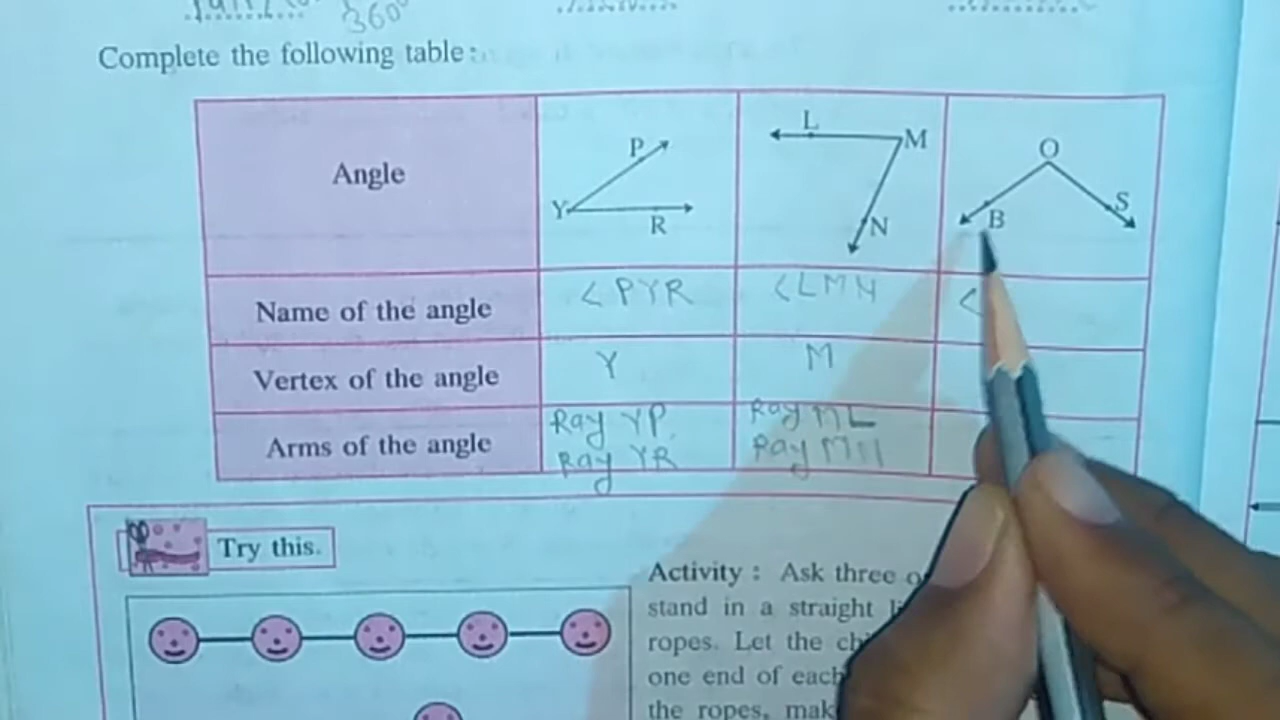 360°
Complete the following table:
Angle
P
Y
R
L
M
N
O
B
S
Name of the angle
<PYR
<LMN
<
Vertex of the angle
Y
M
Arms of the angle
Ray YP
Ray YR
Ray ML
Ray MN
Try this.
Activity : Ask three
stand in a straight
ropes. Let the
one end of each
the ropes,